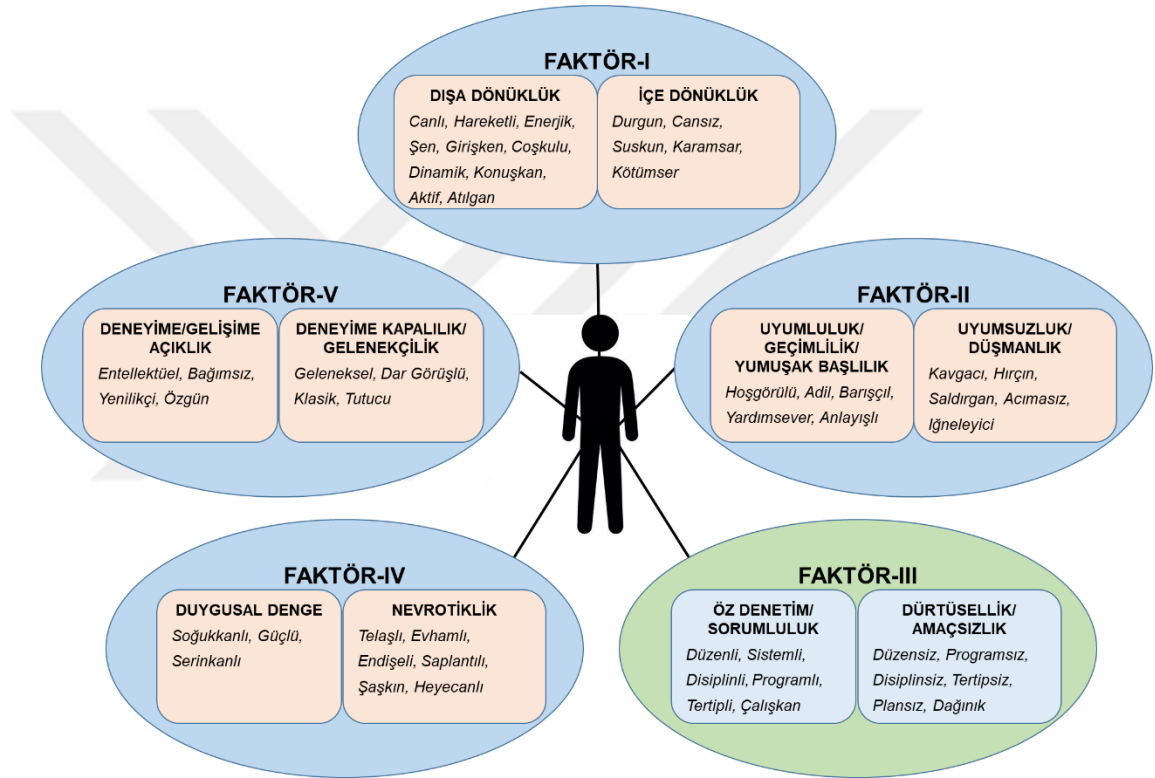 FAKTÖR-I
DIŞA DÖNÜKLÜK
Canlı, Hareketli, Enerjik,
Şen, Girişken, Coşkulu,
Dinamik, Konuşkan,
Aktif, Atılgan
İÇE DÖNÜKLÜK
Durgun, Cansız,
Suskun, Karamsar,
Kötümser
FAKTÖR-V
DENEYİME/GELİŞİME
AÇIKLIK
Entellektüel, Bağımsız,
Yenilikçi, Özgün
DENEYİME KAPALILIK/
GELENEKÇİLİK
Geleneksel, Dar Görüşlü,
Klasik, Tutucu
FAKTÖR-II
UYUMLULUK/
GEÇİMLİLİK/
YUMUŞAK BAŞLILIK
Hoşgörülü, Adil, Barışçıl,
Yardımsever, Anlayışlı
UYUMSUZLUK/
DÜŞMANLIK
Kavgacı, Hırçın,
Saldırgan, Acımasız,
Iğneleyici
FAKTÖR-IV
DUYGUSAL DENGE
Soğukkanlı, Güçlü,
Serinkanlı
NEVROTİKLİK
Telaşlı, Evhamlı,
Endişeli, Saplantılı,
Şaşkın, Heyecanlı
FAKTÖR-III
ÖZ DENETİM/
SORUMLULUK
Düzenli, Sistemli,
Disiplinli, Programlı,
Tertipli, Çalışkan
DÜRTÜSELLİK/
AMAÇSIZLIK
Düzensiz, Programsız,
Disiplinsiz, Tertipsiz,
Plansız, Dağınık